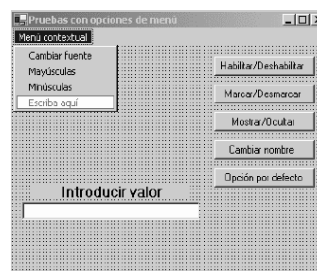 Pruebas con opciones de menú
Menú contextual
Cambiar fuente
Mayúsculas
Minúsculas
Escriba aquí
Habilitar/Deshabilitar
Marcar/Desmarcar
Mostrar/Ocultar
Cambiar nombre
Opción por defecto
Introducir valor